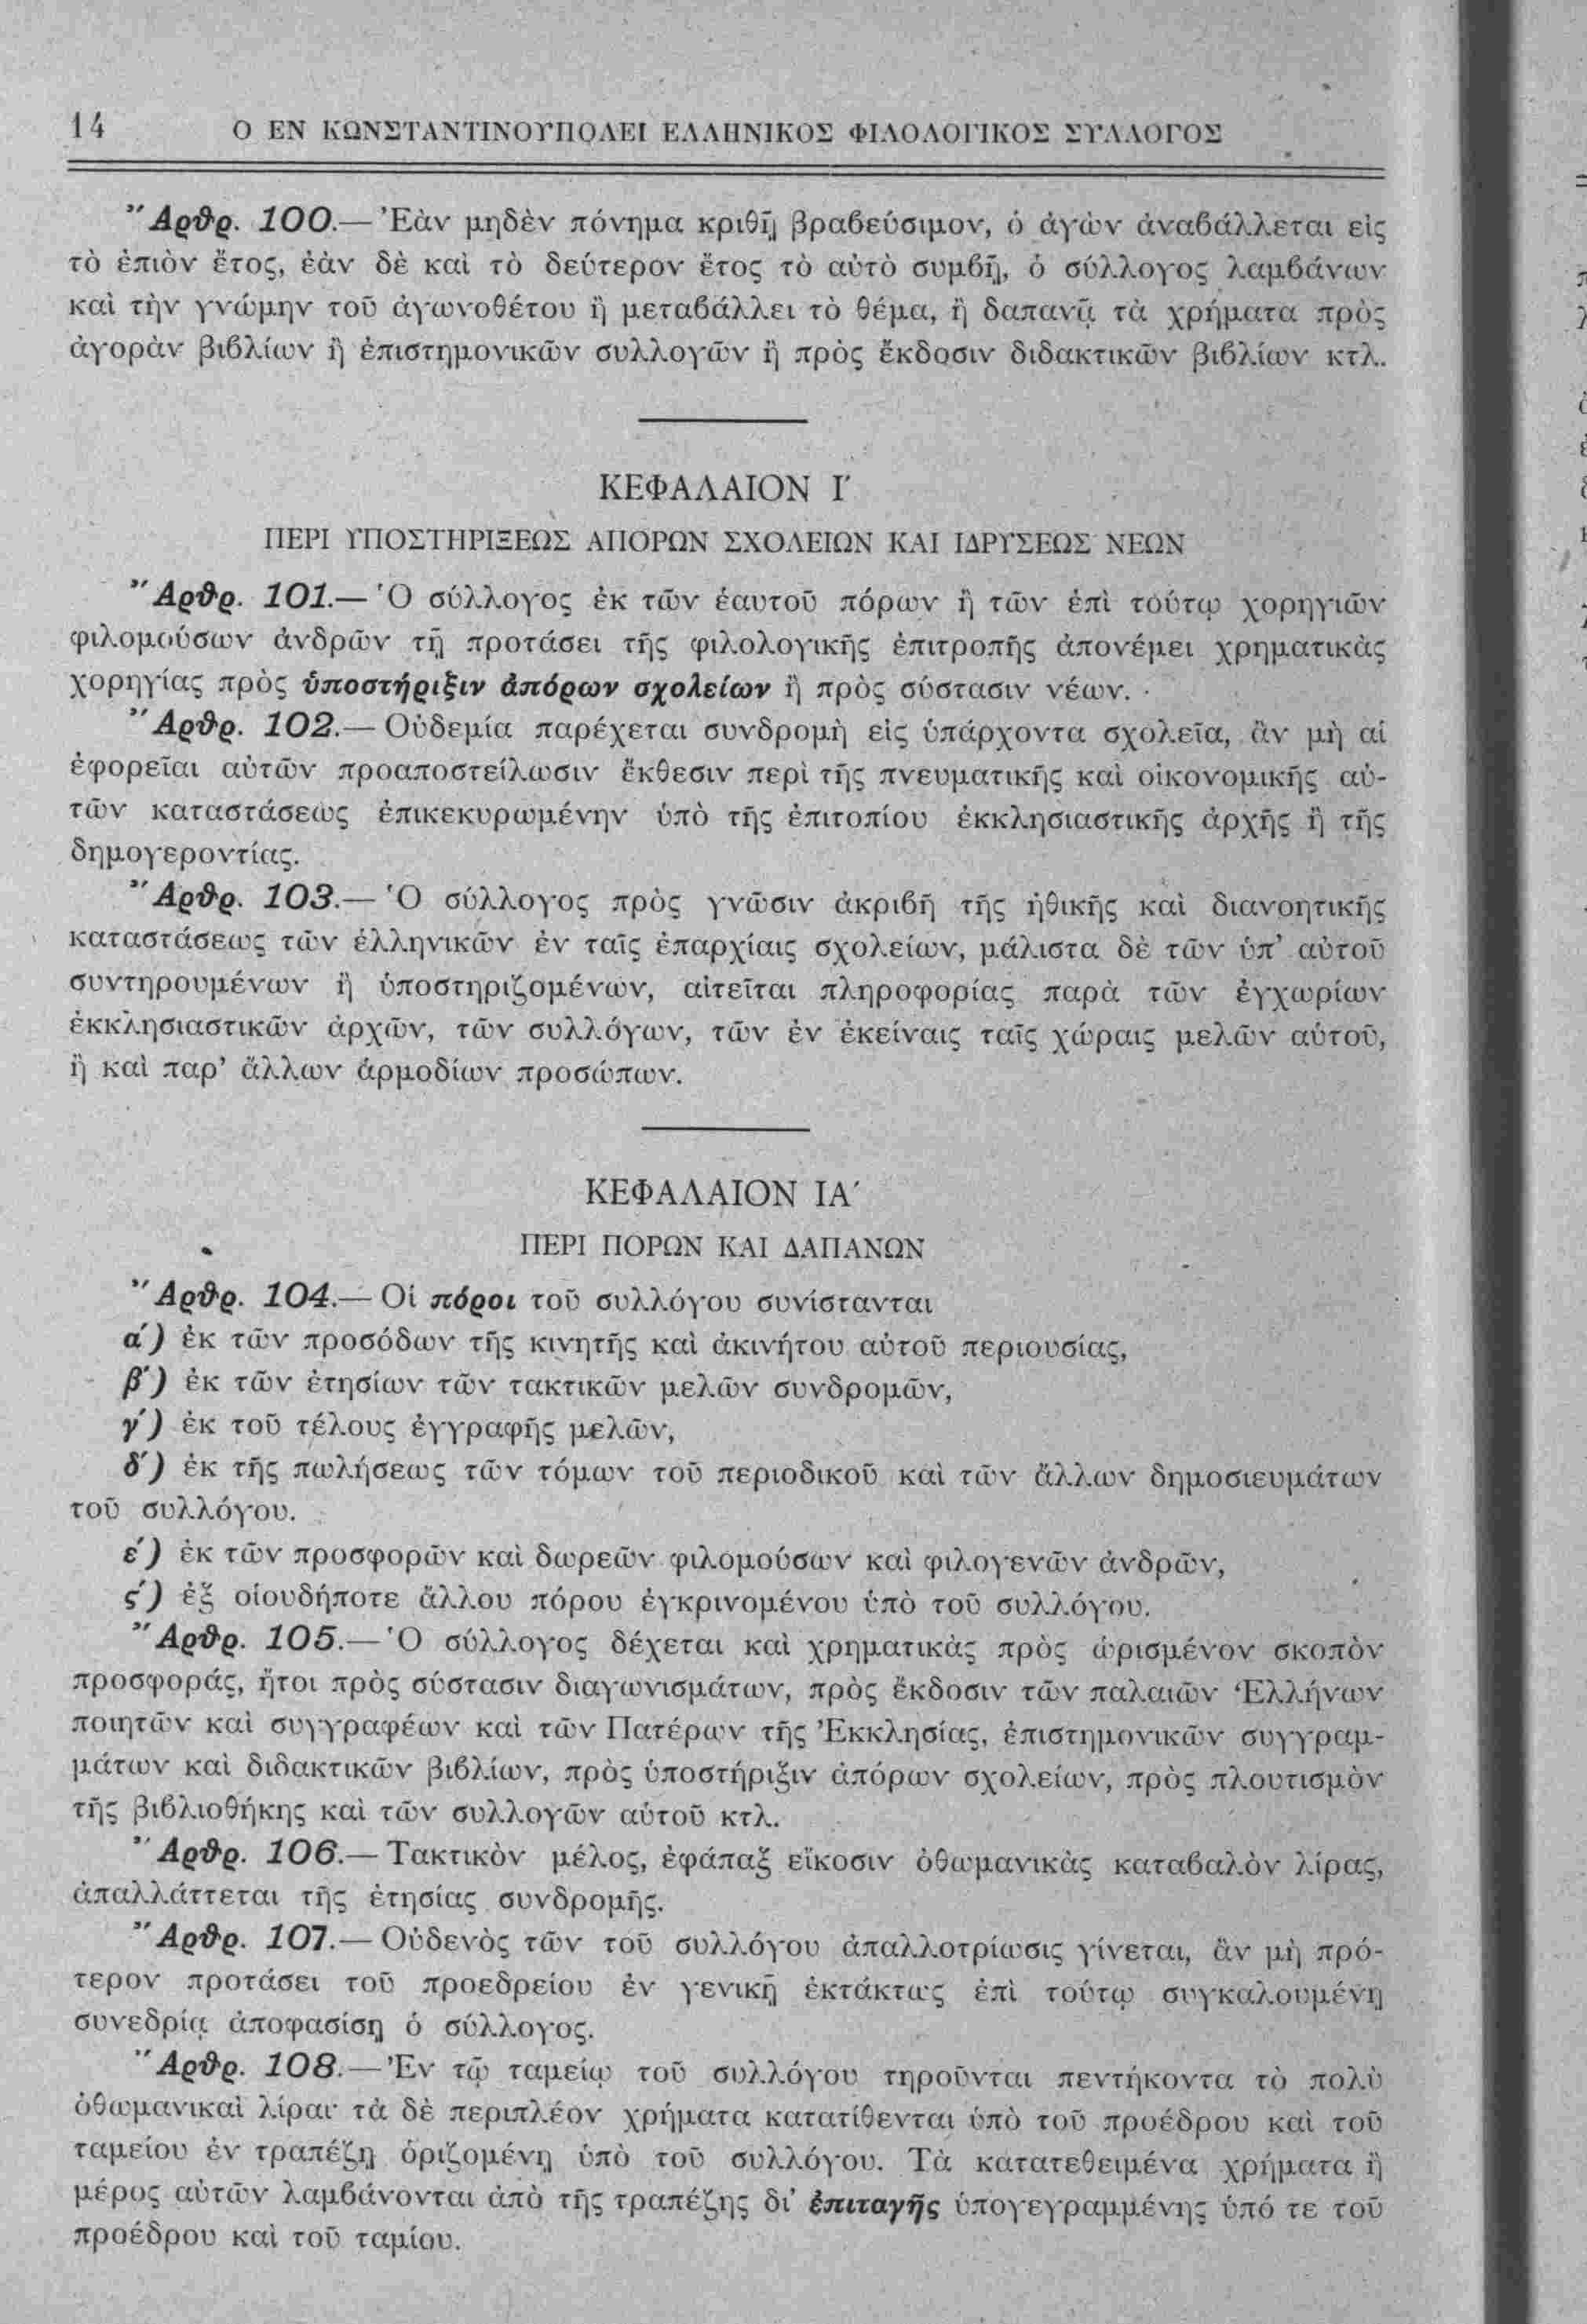 14 Ο ΕΝ ΚΩΝΣΤΑΝΤΙΝΟΥΠΟΛΕΙ ΕΛΛΗΝΙΚΟΣ ΦΙΛΟΛΟΓΙΚΟΣ ΣΥΛΛΟΓΟΣ
Ἄρθρ. 100.— Ἐὰν μηδὲν πόνημα κριθῇ βραβεύσιμον, ὁ ἀγὼν ἀναβάλλεται εἰς
τὸ ἐπιὸν ἔτος, ἐὰν δὲ καὶ τὸ δεύτερον ἔτος τὸ αὐτὸ συμβῇ, ὁ σύλλογος λαμβάνων
καὶ τὴν γνώμην τοῦ ἀγωνοθέτου ἢ μεταβάλλει τὸ θέμα, ἢ δαπανᾷ τὰ χρήματα πρὸς
ἀγορὰν βιβλίων ἢ ἐπιστημονικῶν συλλογῶν ἢ πρὸς ἔκδοσιν διδακτικῶν βιβλίων κτλ.
ΚΕΦΑΛΑΙΟΝ Ι΄
ΠΕΡΙ ΥΠΟΣΤΗΡΙΞΕΩΣ ΑΠΟΡΩΝ ΣΧΟΛΕΙΩΝ ΚΑΙ ΙΔΡΥΣΕΩΣ ΝΕΩΝ
Ἄρθρ. 101.— Ὁ σύλλογος ἐκ τῶν ἑαυτοῦ πόρων ἢ τῶν ἐπὶ τούτῳ χορηγιῶν
φιλομούσων ἀνδρῶν τῇ προτάσει τῆς φιλολογικῆς ἐπιτροπῆς ἀπονέμει χρηματικὰς
χορηγίας πρὸς ὑποστήριξιν ἀπόρων σχολείων ἢ πρὸς σύστασιν νέων.
Ἄρθρ. 102.— Οὐδεμία παρέχεται συνδρομὴ εἰς ὑπάρχοντα σχολεῖα, ἂν μὴ αἱ
ἐφορεῖαι αὐτῶν προαποστείλωσιν ἔκθεσιν περὶ τῆς πνευματικῆς καὶ οἰκονομικῆς αὐ-
τῶν καταστάσεως ἐπικεκυρωμένην ὑπὸ τῆς ἐπιτοπίου ἐκκλησιαστικῆς ἀρχῆς ἢ τῆς
δημογεροντίας.
Ἄρθρ. 103.— Ὁ σύλλογος πρὸς γνῶσιν ἀκριβῆ τῆς ἠθικῆς καὶ διανοητικῆς
καταστάσεως τῶν ἑλληνικῶν ἐν ταῖς ἐπαρχίαις σχολείων, μάλιστα δὲ τῶν ὑπ' αὐτοῦ
συντηρουμένων ἢ ὑποστηριζομένων, αἰτεῖται πληροφορίας παρὰ τῶν ἐγχωρίων
ἐκκλησιαστικῶν ἀρχῶν, τῶν συλλόγων, τῶν ἐν ἐκείναις ταῖς χώραις μελῶν αὑτοῦ,
ἢ καὶ παρ' ἄλλων ἁρμοδίων προσώπων.
ΚΕΦΑΛΑΙΟΝ ΙΑ΄
ΠΕΡΙ ΠΟΡΩΝ ΚΑΙ ΔΑΠΑΝΩΝ
Ἄρθρ. 104.— Οἱ πόροι τοῦ συλλόγου συνίστανται
α΄) ἐκ τῶν προσόδων τῆς κινητῆς καὶ ἀκινήτου αὐτοῦ περιουσίας,
β΄) ἐκ τῶν ἐτησίων τῶν τακτικῶν μελῶν συνδρομῶν,
γ΄) ἐκ τοῦ τέλους ἐγγραφῆς μελῶν,
δ΄) ἐκ τῆς πωλήσεως τῶν τόμων τοῦ περιοδικοῦ καὶ τῶν ἄλλων δημοσιευμάτων
τοῦ συλλόγου.
ε΄) ἐκ τῶν προσφορῶν καὶ δωρεῶν φιλομούσων καὶ φιλογενῶν ἀνδρῶν,
ς΄) ἐξ οἱουδήποτε ἄλλου πόρου ἐγκρινομένου ὑπὸ τοῦ συλλόγου.
Ἄρθρ. 105.— Ὁ σύλλογος δέχεται καὶ χρηματικὰς πρὸς ὡρισμένον σκοπὸν
προσφοράς, ἤτοι πρὸς σύστασιν διαγωνισμάτων, πρὸς ἔκδοσιν τῶν παλαιῶν Ἑλλήνων
ποιητῶν καὶ συγγραφέων καὶ τῶν Πατέρων τῆς Ἐκκλησίας, ἐπιστημονικῶν συγγραμ-
μάτων καὶ διδακτικῶν βιβλίων, πρὸς ὑποστήριξιν ἀπόρων σχολείων, πρὸς πλουτισμὸν
τῆς βιβλιοθήκης καὶ τῶν συλλογῶν αὑτοῦ κτλ.
Ἄρθρ. 106.— Τακτικὸν μέλος, ἐφάπαξ εἴκοσιν ὀθωμανικὰς καταβαλὸν λίρας,
ἀπαλλάττεται τῆς ἐτησίας συνδρομῆς.
Ἄρθρ. 107.— Οὐδενὸς τῶν τοῦ συλλόγου ἀπαλλοτρίωσις γίνεται, ἂν μὴ πρό-
τερον προτάσει τοῦ προεδρείου ἐν γενικῇ ἐκτάκτως ἐπὶ τούτῳ συγκαλουμένῃ
συνεδρίᾳ ἀποφασίσῃ ὁ σύλλογος.
Ἄρθρ. 108.— Ἐν τῷ ταμείῳ τοῦ συλλόγου τηροῦνται πεντήκοντα τὸ πολὺ
ὀθωμανικαὶ λίραι· τὰ δὲ περιπλέον χρήματα κατατίθενται ὑπὸ τοῦ προέδρου καὶ τοῦ
ταμείου ἐν τραπέζῃ ὁριζομένῃ ὑπὸ τοῦ συλλόγου. Τὰ κατατεθειμένα χρήματα ἢ
μέρος αὐτῶν λαμβάνονται ἀπὸ τῆς τραπέζης δι' ἐπιταγῆς ὑπογεγραμμένης ὑπό τε τοῦ
προέδρου καὶ τοῦ ταμίου.